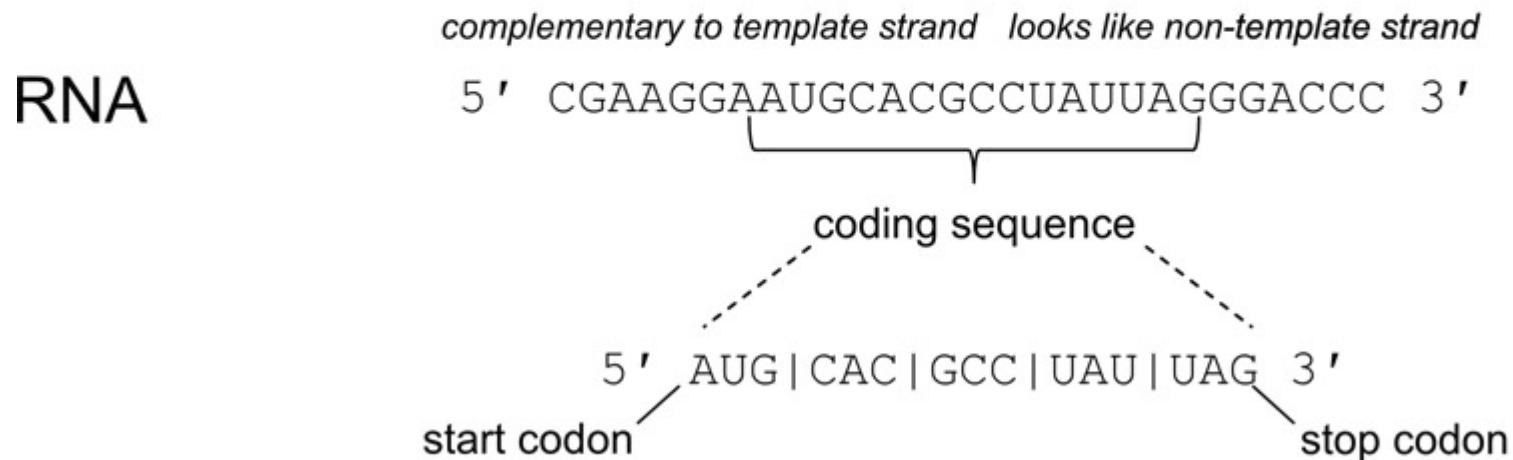 complementary to template strand looks like non-template strand
RNA 5' CGAAGGAAUGCACGCCUAUUAGGGACCC 3'
coding sequence
5' AUG|CAC|GCC|UAU|UAG 3'
start codon stop codon